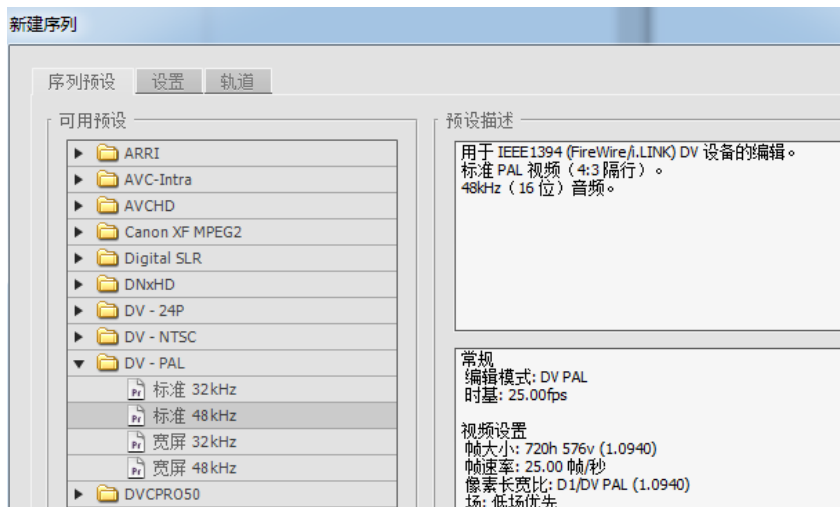 新建序列
序列预设 设置 轨道
可用预设
ARRI
AVC-Intra
AVCHD
Canon XF MPEG2
Digital SLR
DNxHD
DV - 24P
DV - NTSC
DV - PAL
标准 32kHz
标准 48kHz
宽屏 32kHz
宽屏 48kHz
DVCPRO50
预设描述
用于 IEEE1394 (FireWire/i.LINK) DV 设备的编辑。
标准 PAL 视频（4:3 隔行）。
48kHz（16 位）音频。
常规
编辑模式: DV PAL
时基: 25.00fps
视频设置
帧大小: 720h 576v (1.0940)
帧速率: 25.00 帧/秒
像素长宽比: D1/DV PAL (1.0940)
场: 低场优先